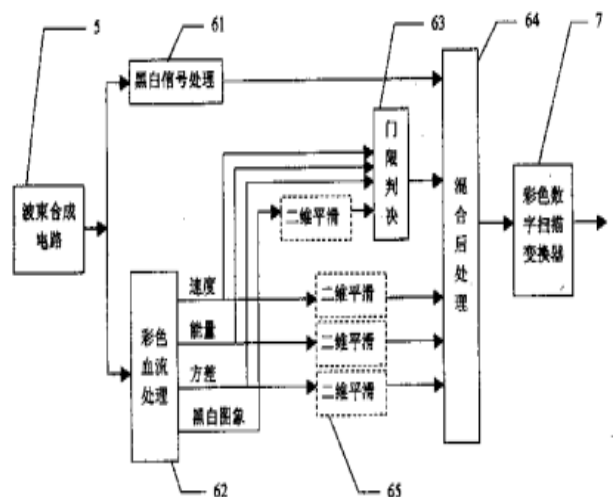 5
61
63
64
7
黑白信号处理
门限判决
混合后处理
波束合成
电路
二维平滑
彩色数
字扫描
变换器
速度
二维平滑
彩色
血流
处理
能量
二维平滑
方差
二维平滑
黑白图象
62
65